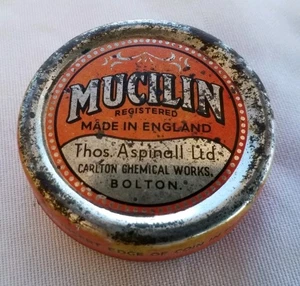 MUCILIN
REGISTERED
MADE IN ENGLAND
Thos. Aspinall Ltd.
CARLTON CHEMICAL WORKS.
BOLTON.